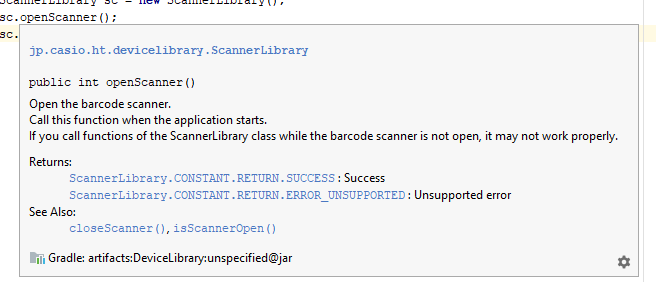 ScannerLibrary sc = new ScannerLibrary();
sc.openScanner();
sc.
jp.casio.ht.devicelibrary.ScannerLibrary
public int openScanner()
Open the barcode scanner.
Call this function when the application starts.
If you call functions of the ScannerLibrary class while the barcode scanner is not open, it may not work properly.
Returns:
ScannerLibrary.CONSTANT.RETURN.SUCCESS : Success
ScannerLibrary.CONSTANT.RETURN.ERROR_UNSUPPORTED : Unsupported error
See Also:
closeScanner(), isScannerOpen()
Gradle: artifacts:DeviceLibrary:unspecified@jar